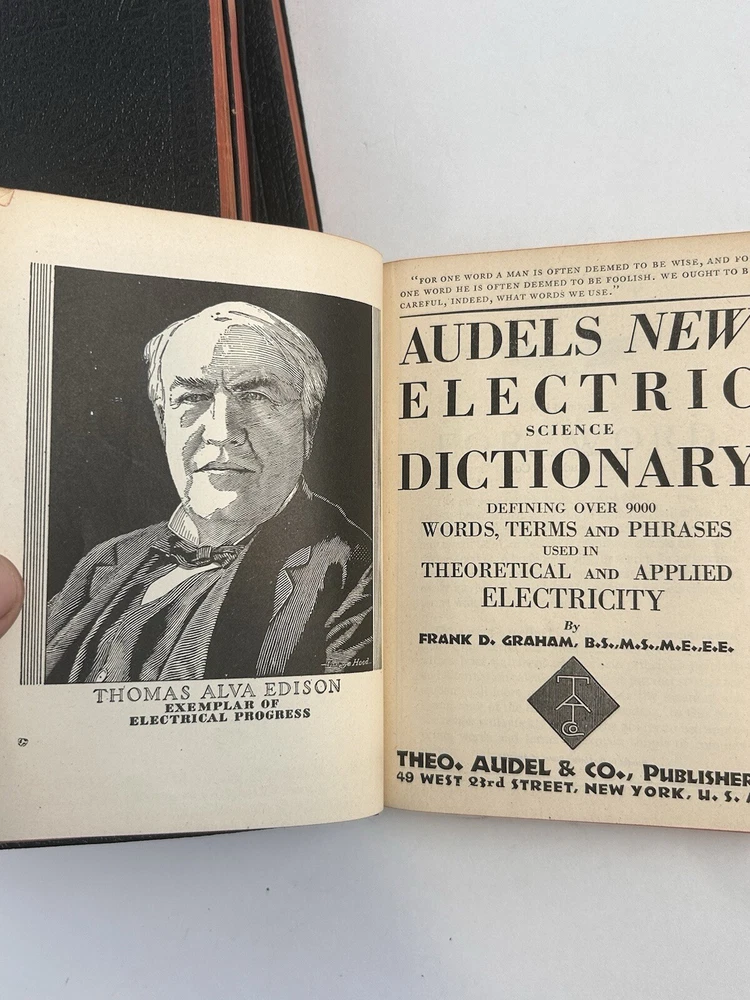 THOMAS ALVA EDISON
EXEMPLAR OF
ELECTRICAL PROGRESS
"FOR ONE WORD A MAN IS OFTEN DEEMED TO BE WISE, AND FO
ONE WORD HE IS OFTEN DEEMED TO BE FOOLISH. WE OUGHT TO B
CAREFUL, INDEED, WHAT WORDS WE USE."
AUDELS NEW
ELECTRIC
SCIENCE
DICTIONARY
DEFINING OVER 9000
WORDS, TERMS AND PHRASES
USED IN
THEORETICAL AND APPLIED
ELECTRICITY
By
FRANK D. GRAHAM, B.S., M.S., M.E., E.E.
TATCo
THEO. AUDEL & CO., PUBLISHER
49 WEST 23rd STREET, NEW YORK, U. S. A